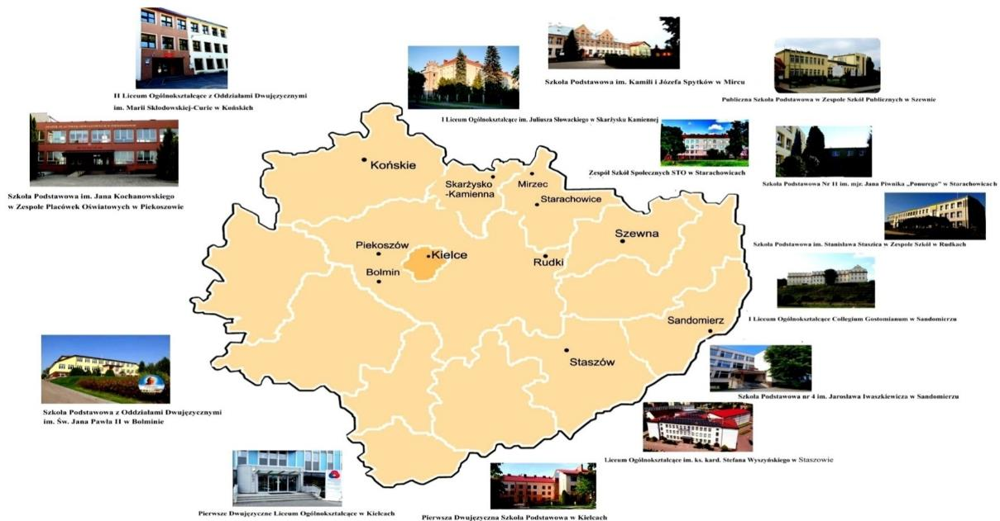 II Liceum Ogólnokształcące z Oddziałami Dwujęzycznymi
im. Marii Skłodowskiej-Curie w Końskich
Szkoła Podstawowa im. Kamili i Józefa Spytków w Mircu
Publiczna Szkoła Podstawowa w Zespole Szkół Publicznych w Szewnie
I Liceum Ogólnokształcące im. Juliusza Słowackiego w Skarżysku Kamiennej
Szkoła Podstawowa im. Jana Kochanowskiego
w Zespole Placówek Oświatowych w Piekoszowie
Zespół Szkół Społecznych STO w Starachowicach
Szkoła Podstawowa Nr 11 im. mjr. Jana Piwnika „Ponurego" w Starachowicach
Końskie
Skarżysko
-Kamienna
Mirzec
Starachowice
Szewna
Szkoła Podstawowa im. Stanisława Staszica w Zespole Szkół w Rudkach
Piekoszów
Kielce
Rudki
Bolmin
Sandomierz
I Liceum Ogólnokształcące Collegium Gostomianum w Sandomierzu
Staszów
Szkoła Podstawowa nr 4 im. Jarosława Iwaszkiewicza w Sandomierzu
Szkoła Podstawowa z Oddziałami Dwujęzycznymi
im. Św. Jana Pawła II w Bolminie
Liceum Ogólnokształcące im. ks. kard. Stefana Wyszyńskiego w Staszowie
Pierwsze Dwujęzyczne Liceum Ogólnokształcące w Kielcach
Pierwsza Dwujęzyczna Szkoła Podstawowa w Kielcach